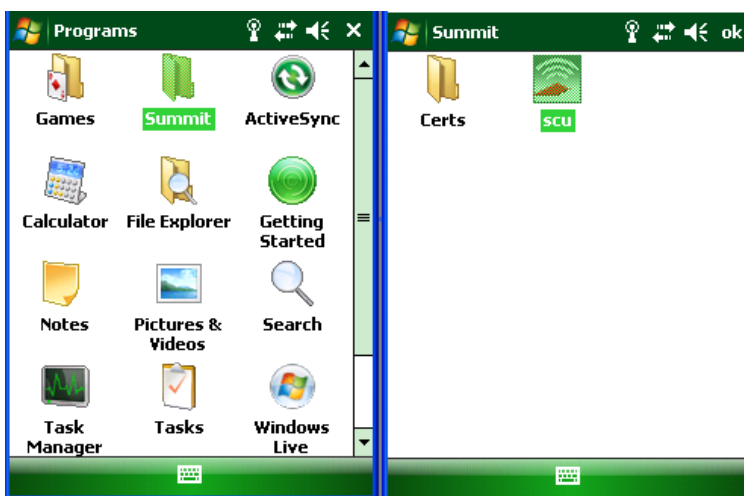 Programs
Games
Summit
ActiveSync
Calculator
File Explorer
Getting
Started
Notes
Pictures &
Videos
Search
Task
Manager
Tasks
Windows
Live
Summit
ok
Certs
scu